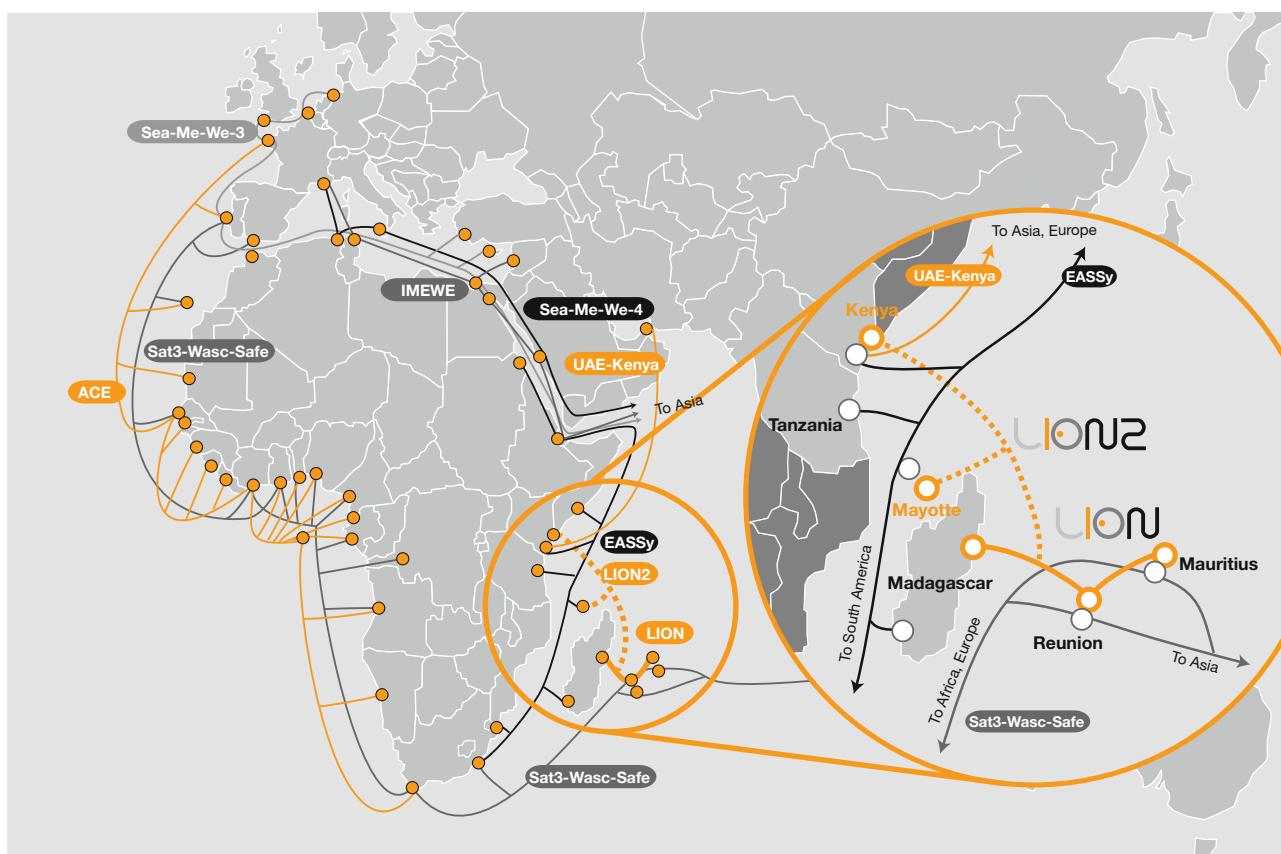 Sea-Me-We-3
IMEWE
Sea-Me-We-4
UAE-Kenya
Sat3-Wasc-Safe
ACE
To Asia
EASSy
LION2
LION
Sat3-Wasc-Safe
To Asia, Europe
UAE-Kenya
EASSy
Kenya
Tanzania
LION2
Mayotte
LION
Mauritius
Madagascar
Reunion
To South America
To Africa, Europe
To Asia
Sat3-Wasc-Safe